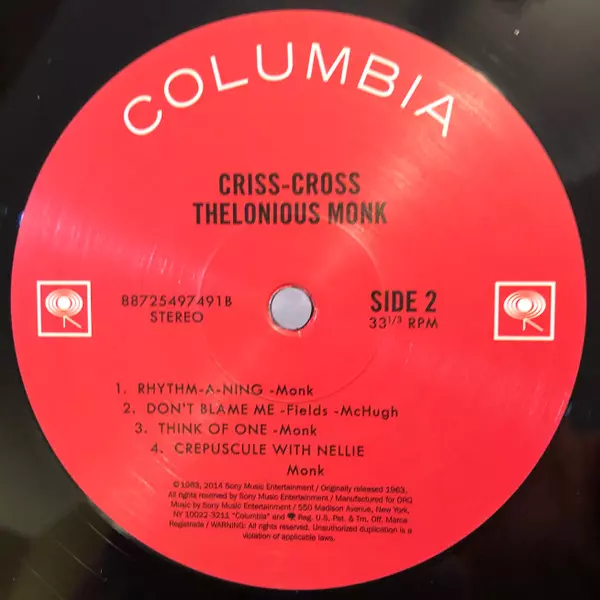 COLUMBIA
CRISS-CROSS
THELONIOUS MONK
88725497491B
STEREO
SIDE 2
33 1/3 RPM
1. RHYTHM-A-NING -Monk
2. DON'T BLAME ME -Fields -McHugh
3. THINK OF ONE -Monk
4. CREPUSCULE WITH NELLIE
Monk
©1963, 2014 Sony Music Entertainment / Originally released 1963.
All rights reserved by Sony Music Entertainment / Manufactured for ORG
Music by Sony Music Entertainment / 550 Madison Avenue, New York,
NY 10022-3211 "Columbia" and Reg. U.S. Pat. & Tm. Off. Marca
Registrada / WARNING: All rights reserved. Unauthorized duplication is a
violation of applicable laws.